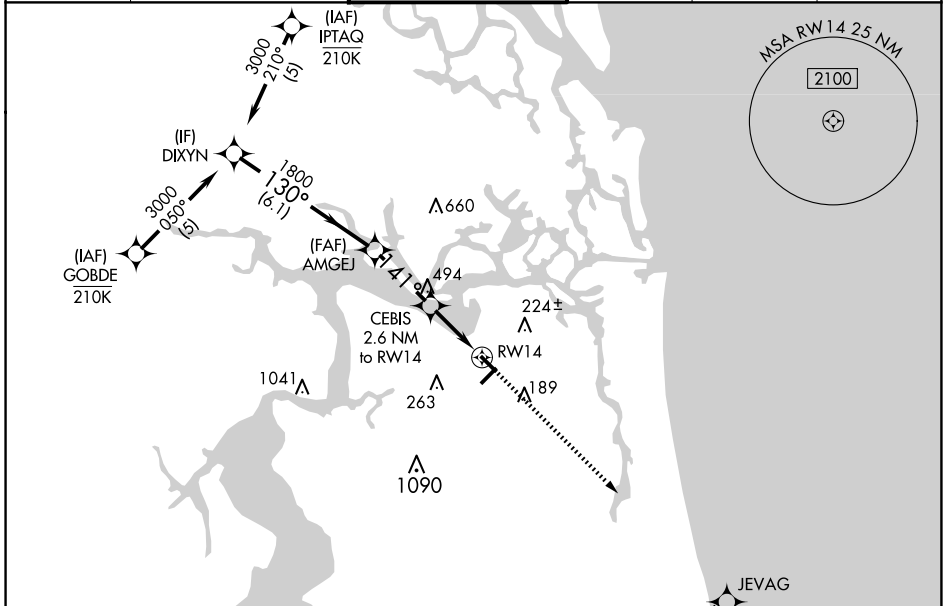 (IAF)
IPTAQ
210K
3000
210°
(5)
MSA RW14 25 NM
2100
(IF)
DIXYN
1800
130°
(6.1)
3000
050°
(5)
660
(IAF)
GOBDE
210K
(FAF)
AMGEJ
141°
494
224±
CEBIS
2.6 NM
to RW14
RW14
1041
263
189
1090
JEVAG